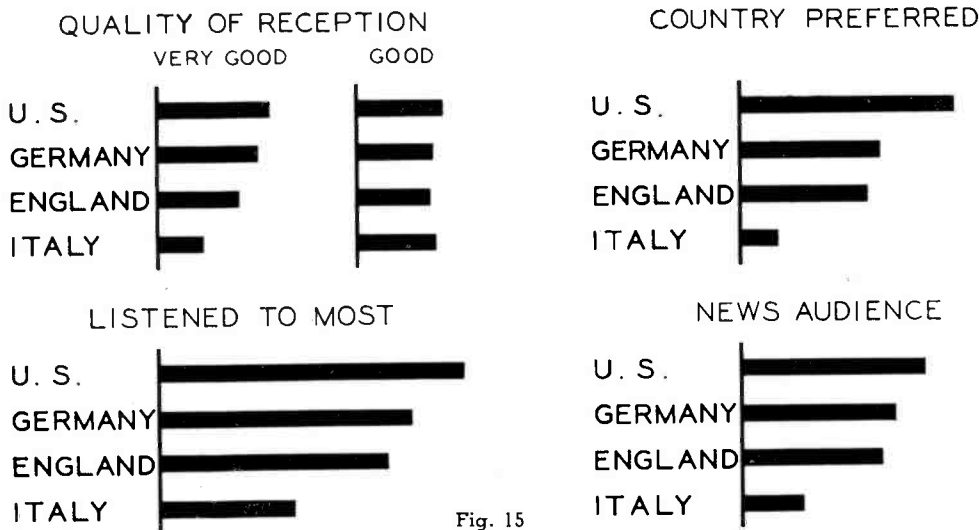 QUALITY OF RECEPTION
VERY GOOD GOOD
U.S.
GERMANY
ENGLAND
ITALY
COUNTRY PREFERRED
U.S.
GERMANY
ENGLAND
ITALY
LISTENED TO MOST
U.S.
GERMANY
ENGLAND
ITALY
NEWS AUDIENCE
U.S.
GERMANY
ENGLAND
ITALY
Fig. 15